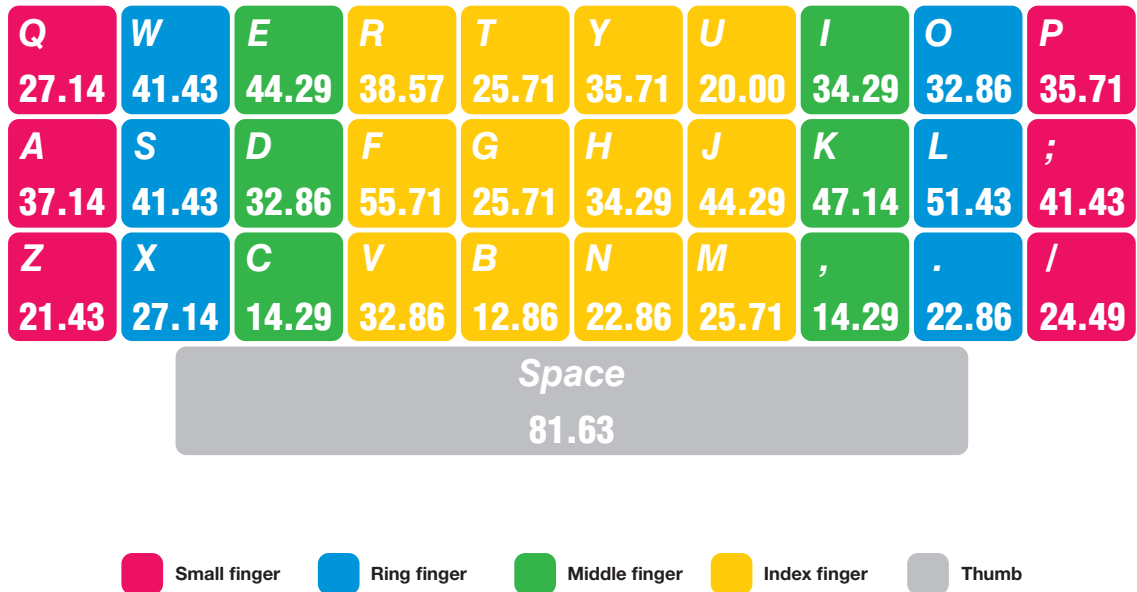 Q W E R T Y U I O P
27.14 41.43 44.29 38.57 25.71 35.71 20.00 34.29 32.86 35.71
A S D F G H J K L ;
37.14 41.43 32.86 55.71 25.71 34.29 44.29 47.14 51.43 41.43
Z X C V B N M , . /
21.43 27.14 14.29 32.86 12.86 22.86 25.71 14.29 22.86 24.49
Space
81.63
Small finger Ring finger Middle finger Index finger Thumb